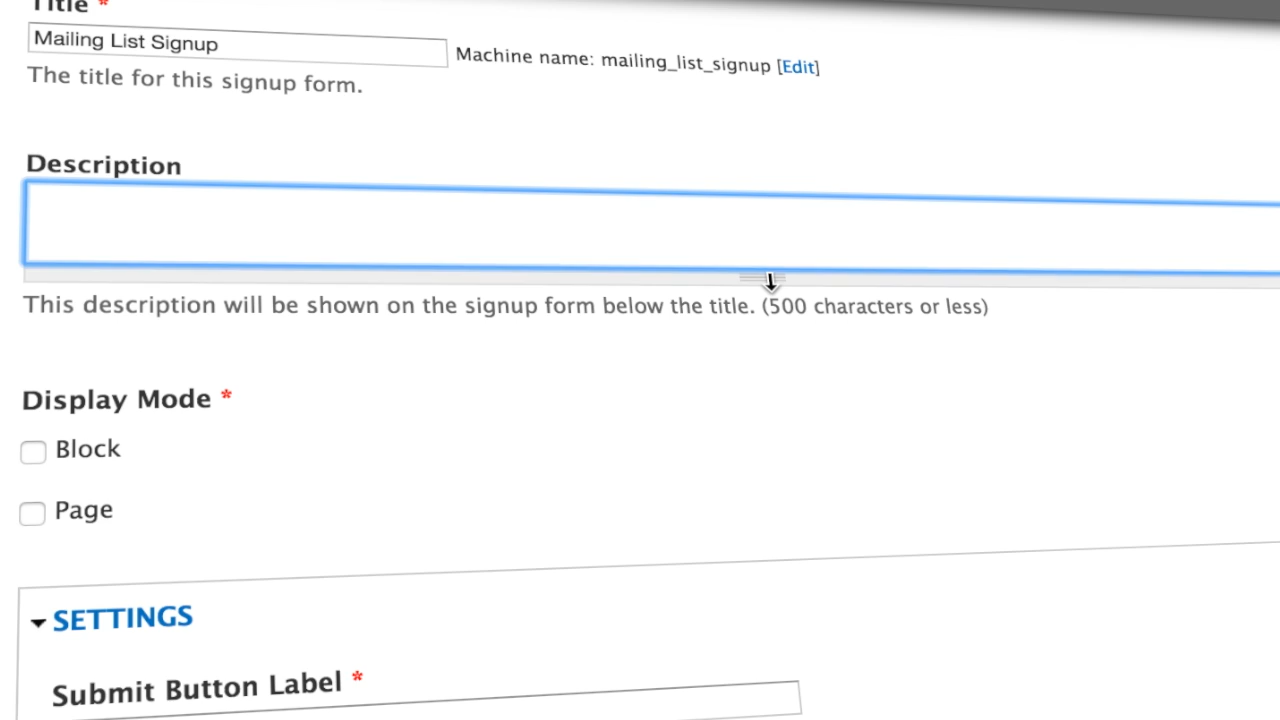 Title *
Mailing List Signup
Machine name: mailing_list_signup [Edit]
The title for this signup form.
Description
This description will be shown on the signup form below the title. (500 characters or less)
Display Mode *
Block
Page
SETTINGS
Submit Button Label *